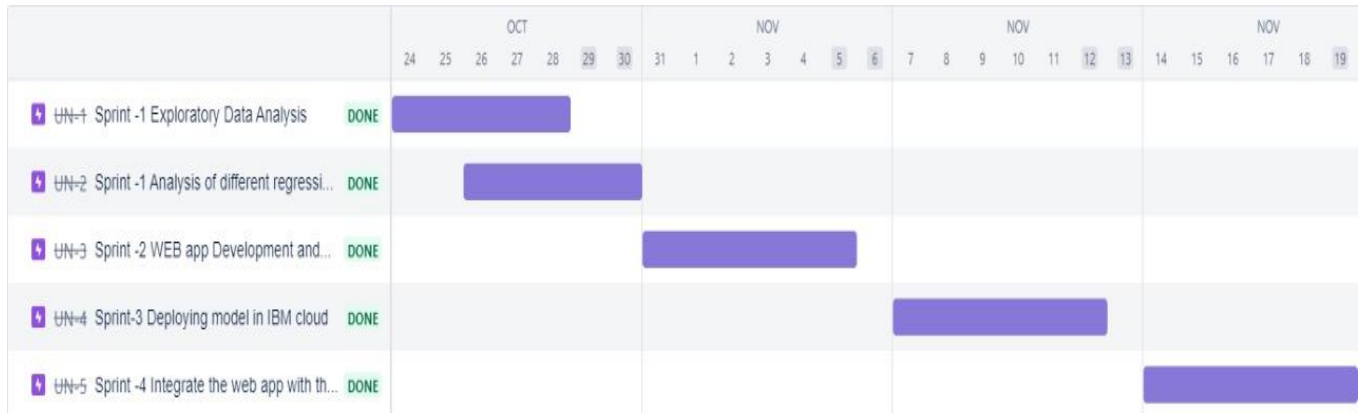 OCT NOV NOV NOV
24 25 26 27 28 29 30 31 1 2 3 4 5 6 7 8 9 10 11 12 13 14 15 16 17 18 19
UN-1 Sprint -1 Exploratory Data Analysis DONE
UN-2 Sprint -1 Analysis of different regressi... DONE
UN-3 Sprint -2 WEB app Development and... DONE
UN-4 Sprint-3 Deploying model in IBM cloud DONE
UN-5 Sprint -4 Integrate the web app with th... DONE